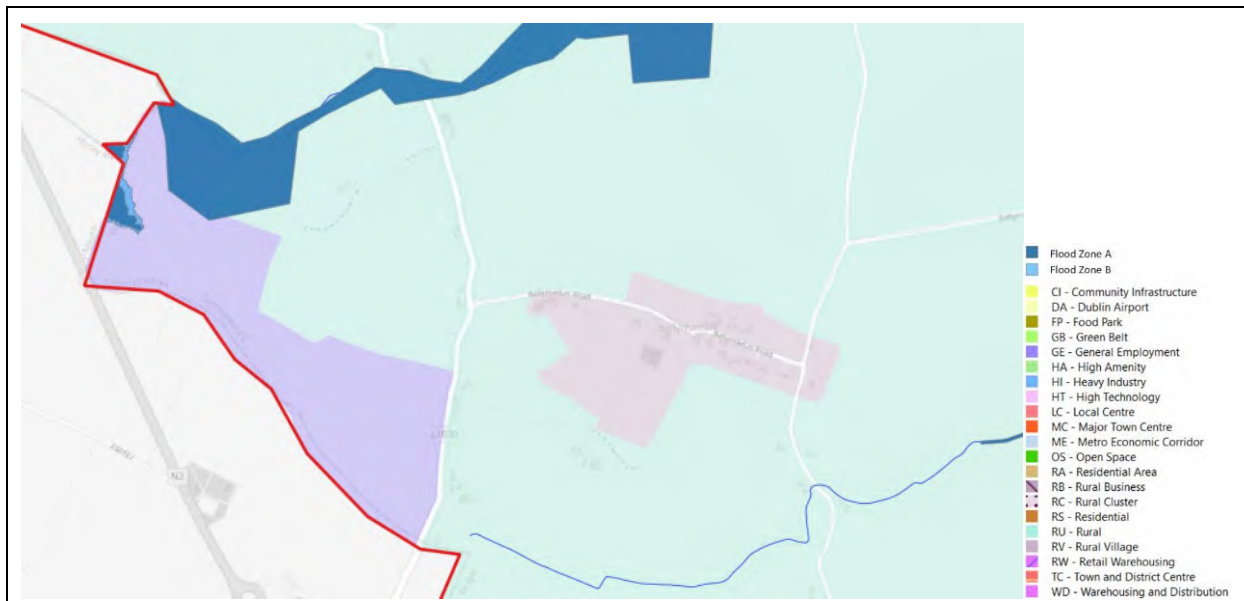 N2
Flood Zone A
Flood Zone B
CI - Community Infrastructure
DA - Dublin Airport
FP - Food Park
GB - Green Belt
GE - General Employment
HA - High Amenity
HI - Heavy Industry
HT - High Technology
LC - Local Centre
MC - Major Town Centre
ME - Metro Economic Corridor
OS - Open Space
RA - Residential Area
RB - Rural Business
RC - Rural Cluster
RS - Residential
RU - Rural
RV - Rural Village
RW - Retail Warehousing
TC - Town and District Centre
WD - Warehousing and Distribution